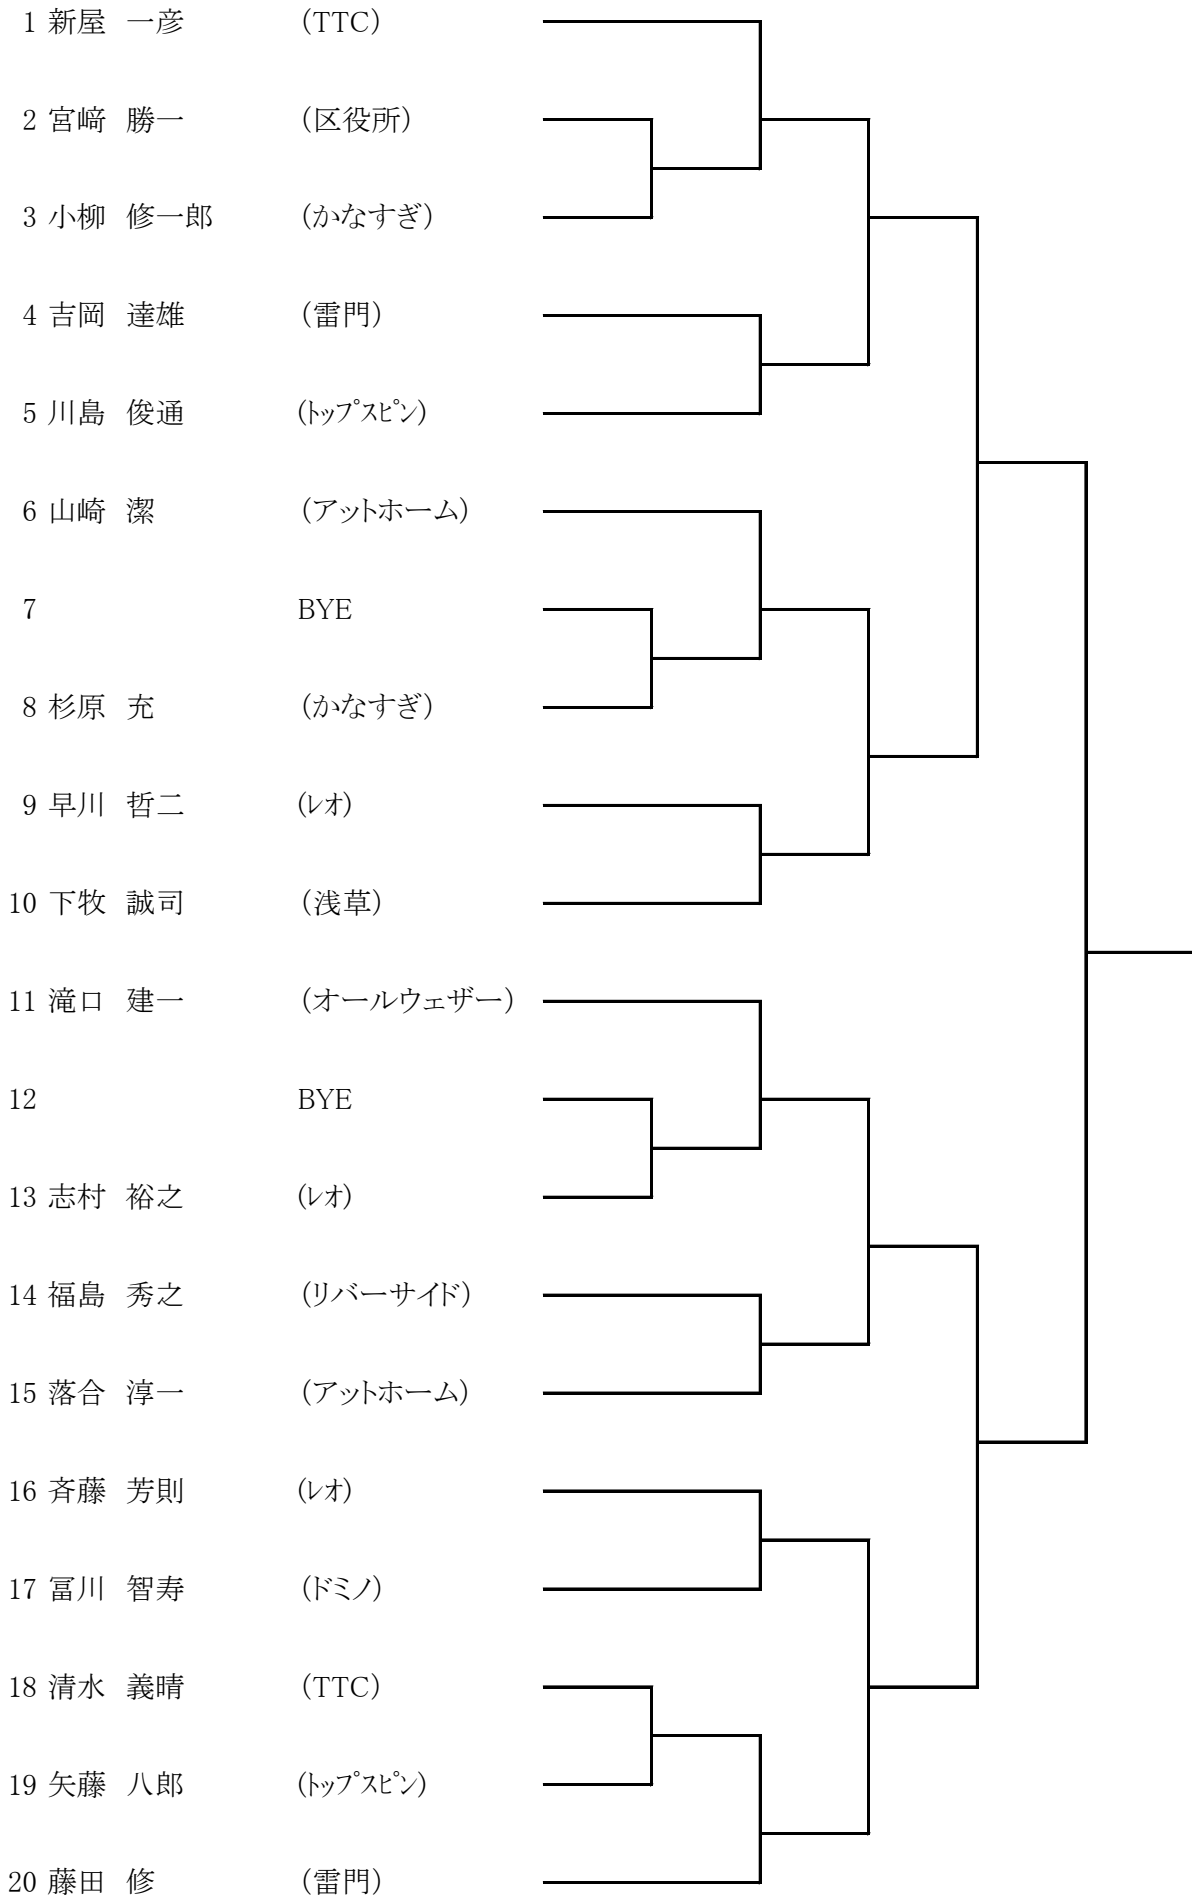 1 新屋 一彦 (TTC)
2 宮﨑 勝一 (区役所)
3 小柳 修一郎 (かなすぎ)
4 吉岡 達雄 (雷門)
5 川島 俊通 (ﾄｯﾌﾟｽﾋﾟﾝ)
6 山崎 潔 (アットホーム)
7 BYE
8 杉原 充 (かなすぎ)
9 早川 哲二 (ﾚｵ)
10 下牧 誠司 (浅草)
11 滝口 建一 (オールウェザー)
12 BYE
13 志村 裕之 (ﾚｵ)
14 福島 秀之 (リバーサイド)
15 落合 淳一 (アットホーム)
16 斉藤 芳則 (ﾚｵ)
17 冨川 智寿 (ドミノ)
18 清水 義晴 (TTC)
19 矢藤 八郎 (ﾄｯﾌﾟｽﾋﾟﾝ)
20 藤田 修 (雷門)